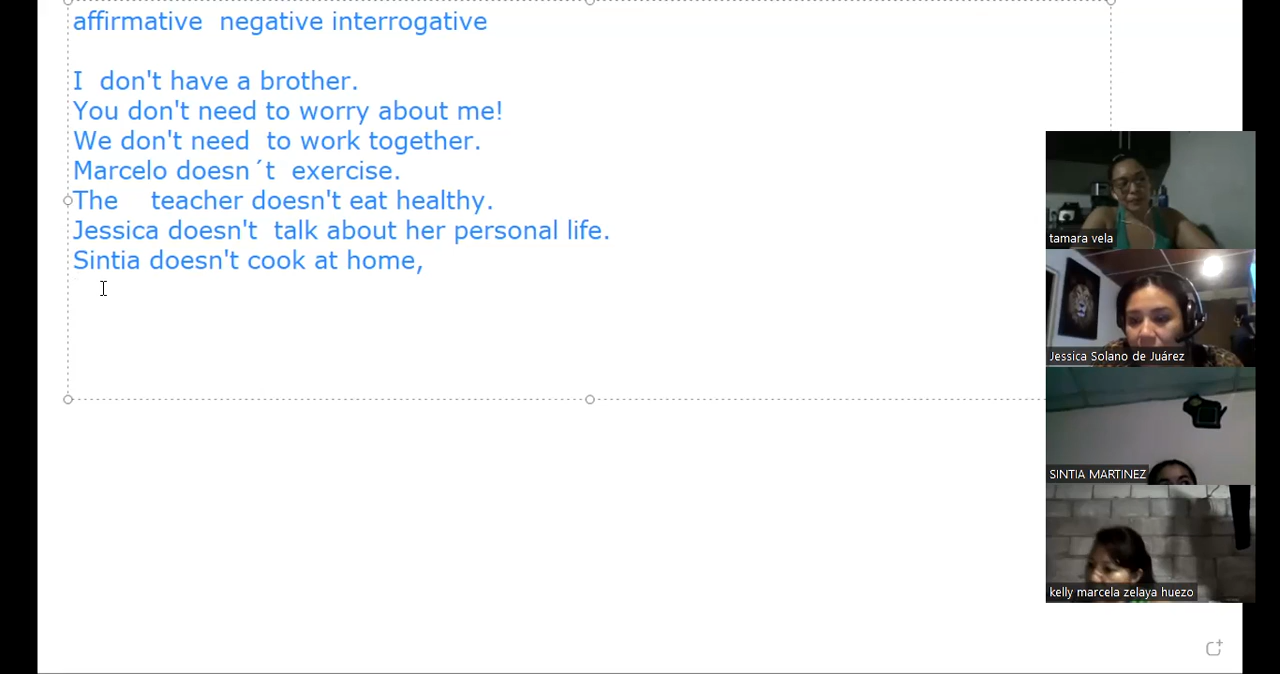 affirmative  negative interrogative
I  don't have a brother.
You don't need to worry about me!
We don't need  to work together.
Marcelo doesn´t  exercise.
The    teacher doesn't eat healthy.
Jessica doesn't  talk about her personal life.
Sintia doesn't cook at home,
tamara vela
Jessica Solano de Juárez
SINTIA MARTINEZ
kelly marcela zelaya huezo